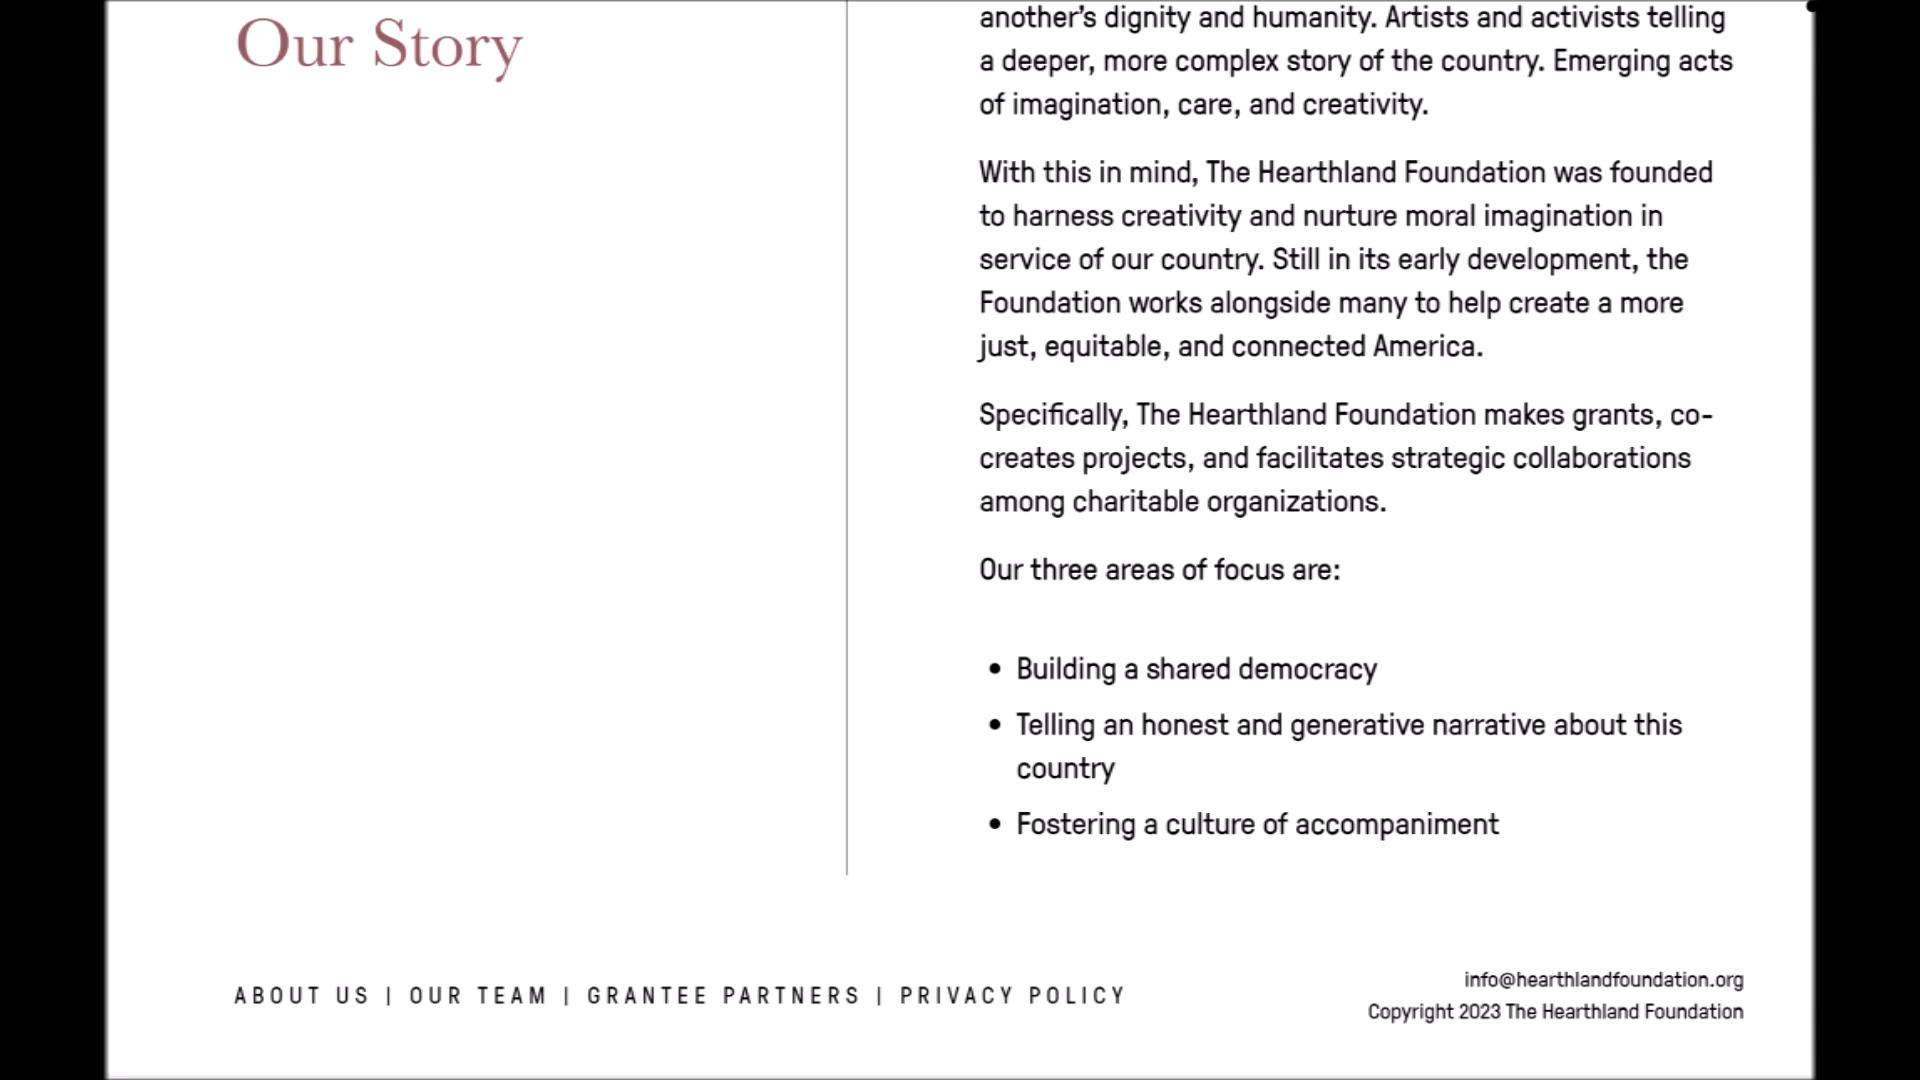 Our Story
another’s dignity and humanity. Artists and activists telling
a deeper, more complex story of the country. Emerging acts
of imagination, care, and creativity.
With this in mind, The Hearthland Foundation was founded
to harness creativity and nurture moral imagination in
service of our country. Still in its early development, the
Foundation works alongside many to help create a more
just, equitable, and connected America.
Specifically, The Hearthland Foundation makes grants, co-
creates projects, and facilitates strategic collaborations
among charitable organizations.
Our three areas of focus are:
• Building a shared democracy
• Telling an honest and generative narrative about this
country
• Fostering a culture of accompaniment
ABOUT US | OUR TEAM | GRANTEE PARTNERS | PRIVACY POLICY
info@hearthlandfoundation.org
Copyright 2023 The Hearthland Foundation